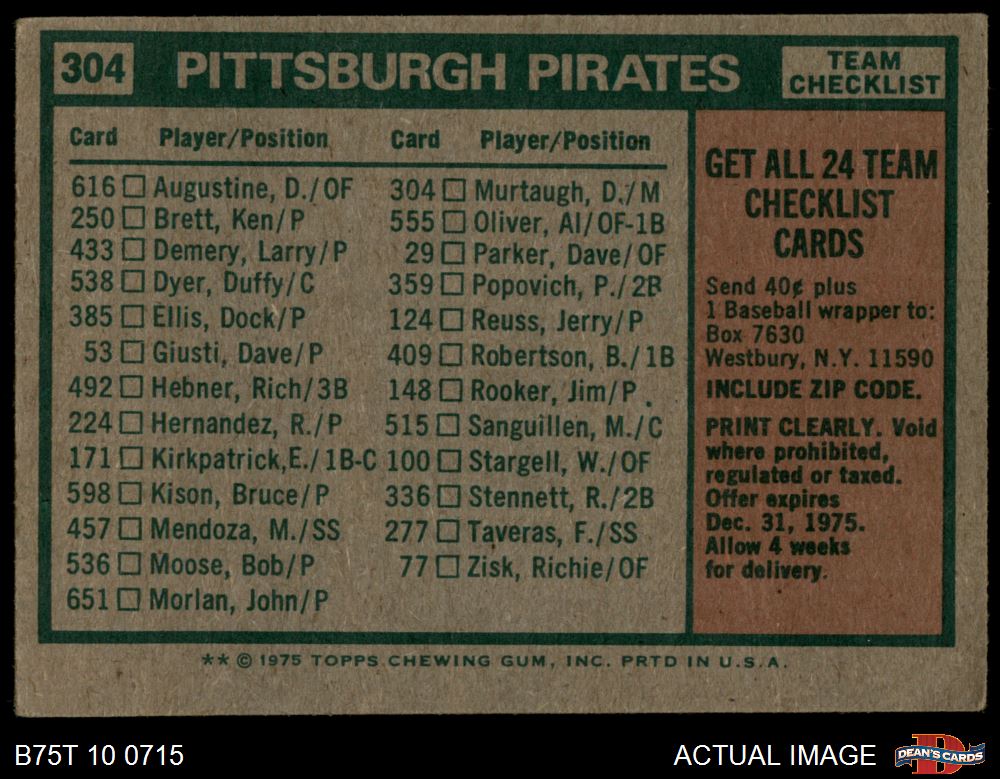 304 PITTSBURGH PIRATES TEAM CHECKLIST
Card Player/Position
616 Augustine, D./OF
250 Brett, Ken/P
433 Demery, Larry/P
538 Dyer, Duffy/C
385 Ellis, Dock/P
53 Giusti, Dave/P
492 Hebner, Rich/3B
224 Hernandez, R./P
171 Kirkpatrick,E./1B-C
598 Kison, Bruce/P
457 Mendoza, M./SS
536 Moose, Bob/P
651 Morlan, John/P
Card Player/Position
304 Murtaugh, D./M
555 Oliver, Al/OF-1B
29 Parker, Dave/OF
359 Popovich, P./2B
124 Reuss, Jerry/P
409 Robertson, B./1B
148 Rooker, Jim/P
515 Sanguillen, M./C
100 Stargell, W./OF
336 Stennett, R./2B
277 Taveras, F./SS
77 Zisk, Richie/OF
GET ALL 24 TEAM
CHECKLIST
CARDS
Send 40¢ plus
1 Baseball wrapper to:
Box 7630
Westbury, N.Y. 11590
INCLUDE ZIP CODE.
PRINT CLEARLY. Void
where prohibited,
regulated or taxed.
Offer expires
Dec. 31, 1975.
Allow 4 weeks
for delivery.
** © 1975 TOPPS CHEWING GUM, INC. PRTD IN U.S.A.
B75T 10 0715
ACTUAL IMAGE
D
DEAN'S CARDS